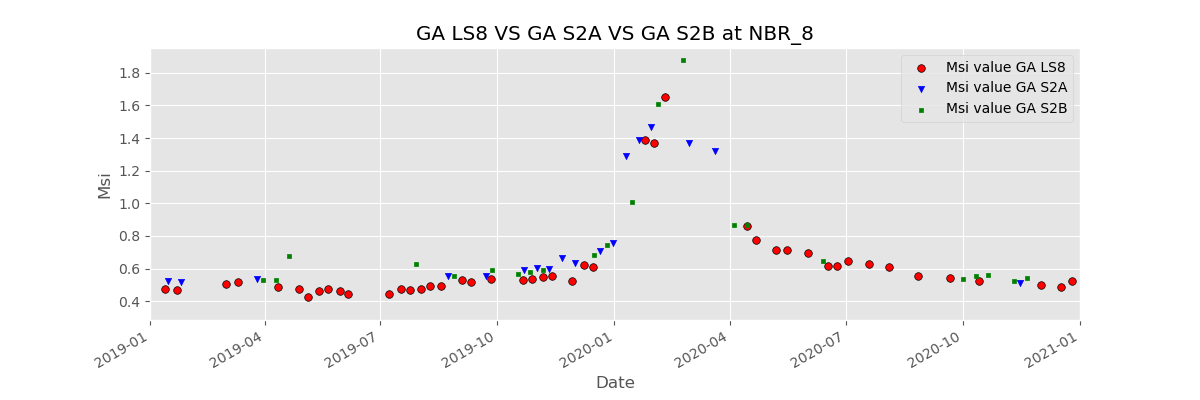 GA LS8 VS GA S2A VS GA S2B at NBR_8
Msi value GA LS8
Msi value GA S2A
Msi value GA S2B
Msi
1.8
1.6
1.4
1.2
1.0
0.8
0.6
0.4
2019-01
2019-04
2019-07
2019-10
2020-01
2020-04
2020-07
2020-10
2021-01
Date